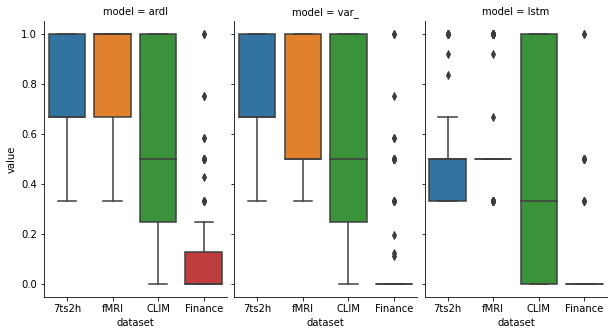 model = ardl
model = var_
model = lstm
value
1.0
0.8
0.6
0.4
0.2
0.0
7ts2h fMRI CLIM Finance
7ts2h fMRI CLIM Finance
7ts2h fMRI CLIM Finance
dataset
dataset
dataset